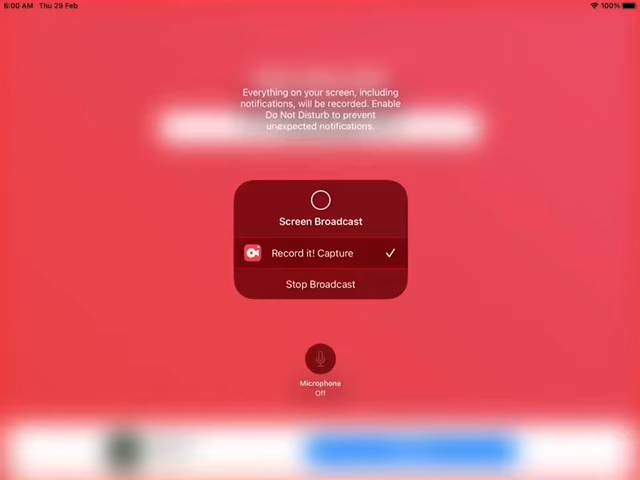 6:00 AM Thu 29 Feb
100%
Everything on your screen, including
notifications, will be recorded. Enable
Do Not Disturb to prevent
unexpected notifications.
Screen Broadcast
Record it! Capture
Stop Broadcast
Microphone
Off